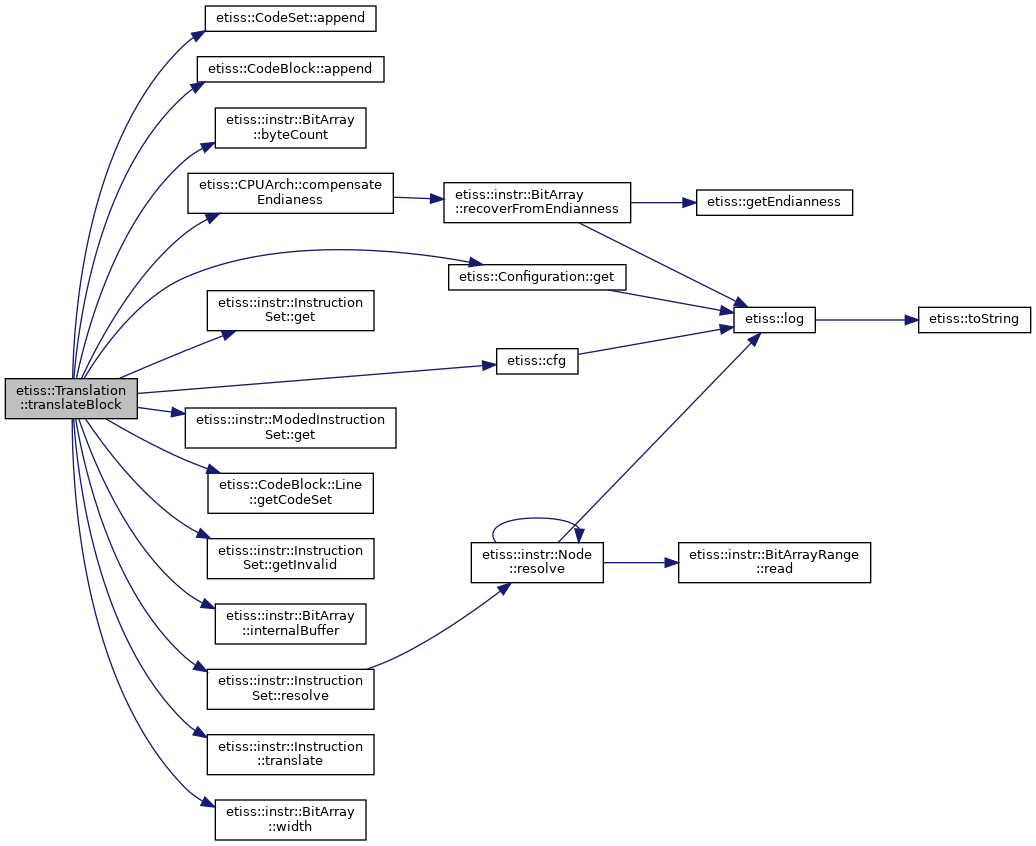 etiss::CodeSet::append
etiss::CodeBlock::append
etiss::instr::BitArray
::byteCount
etiss::CPUArch::compensate
Endianess
etiss::instr::BitArray
::recoverFromEndianness
etiss::getEndianness
etiss::Configuration::get
etiss::instr::Instruction
Set::get
etiss::log
etiss::toString
etiss::cfg
etiss::Translation
::translateBlock
etiss::instr::ModedInstruction
Set::get
etiss::CodeBlock::Line
::getCodeSet
etiss::instr::Instruction
Set::getInvalid
etiss::instr::Node
::resolve
etiss::instr::BitArrayRange
::read
etiss::instr::BitArray
::internalBuffer
etiss::instr::Instruction
Set::resolve
etiss::instr::Instruction
::translate
etiss::instr::BitArray
::width